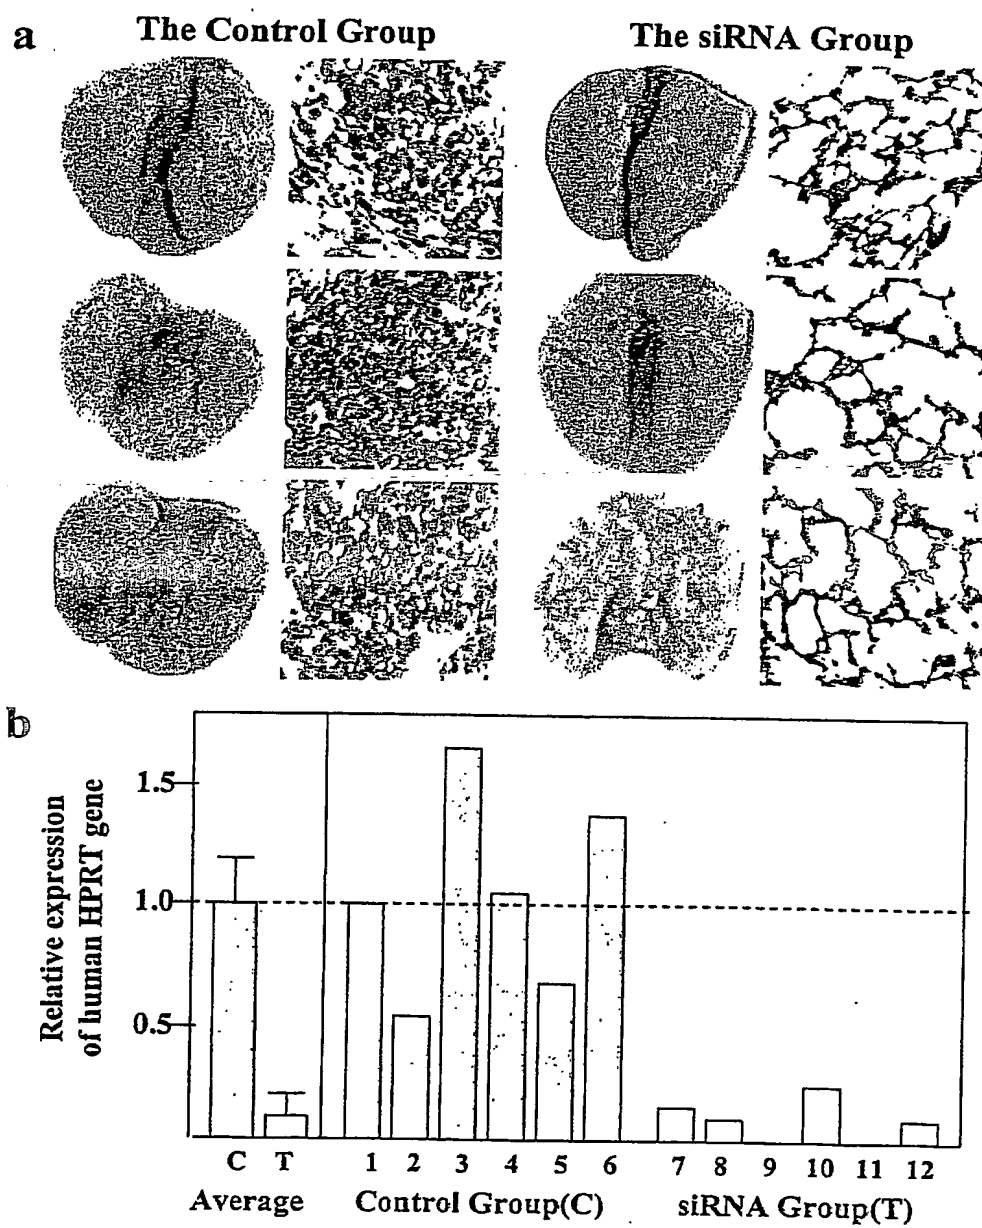 a
The Control Group
The siRNA Group
b
Relative expression
of human HPRT gene
1.5
1.0
0.5
C T 1 2 3 4 5 6 7 8 9 10 11 12
Average Control Group(C) siRNA Group(T)